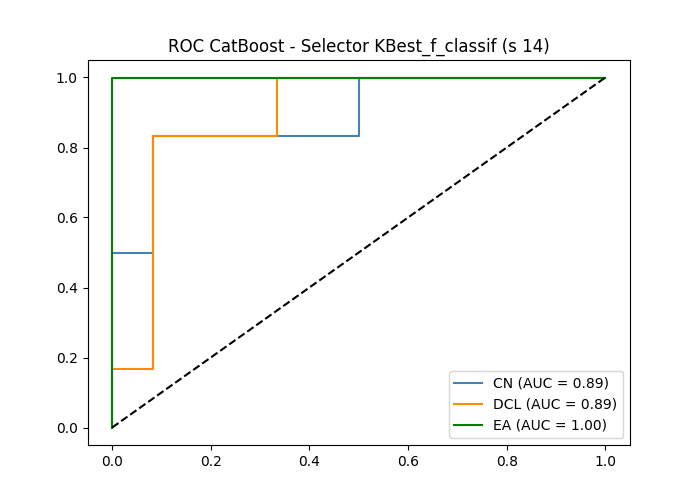 ROC CatBoost - Selector KBest_f_classif (s 14)
1.0
0.8
0.6
0.4
0.2
0.0
0.0 0.2 0.4 0.6 0.8 1.0
CN (AUC = 0.89)
DCL (AUC = 0.89)
EA (AUC = 1.00)